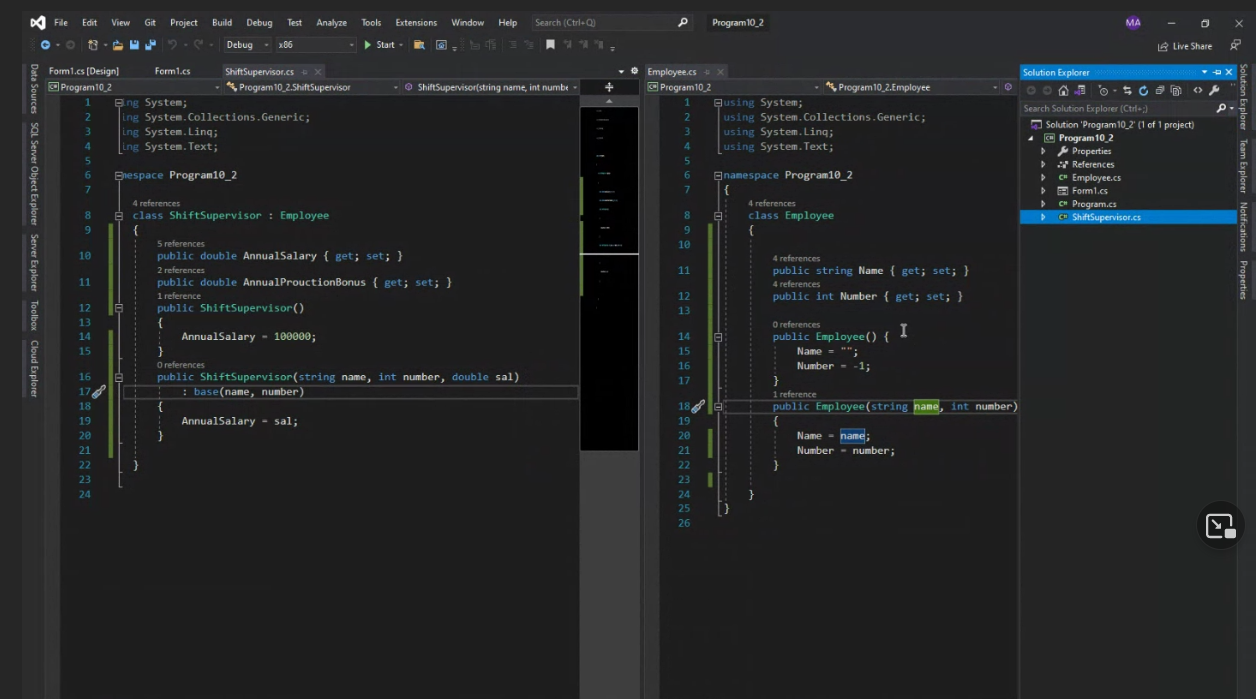 File Edit View Git Project Build Debug Test Analyze Tools Extensions Window Help Search (Ctrl+Q) Program10_2 MA
Debug x86 Start Live Share
Data Sources
SQL Server Object Explorer
Server Explorer
Toolbox
Cloud Explorer
Form1.cs [Design] Form1.cs ShiftSupervisor.cs
Program10_2 Program10_2.ShiftSupervisor ShiftSupervisor(string name, int numbe
1 ing System;
2 ing System.Collections.Generic;
3 ing System.Linq;
4 ing System.Text;
5
6 mespace Program10_2
7
4 references
8 class ShiftSupervisor : Employee
9 {
5 references
10 public double AnnualSalary { get; set; }
2 references
11 public double AnnualProuctionBonus { get; set; }
1 reference
12 public ShiftSupervisor()
13 {
14 AnnualSalary = 100000;
15 }
0 references
16 public ShiftSupervisor(string name, int number, double sal)
17 : base(name, number)
18 {
19 AnnualSalary = sal;
20 }
21
22 }
23
24
Employee.cs
Program10_2 Program10_2.Employee
1 using System;
2 using System.Collections.Generic;
3 using System.Linq;
4 using System.Text;
5
6 namespace Program10_2
7 {
4 references
8 class Employee
9 {
10
4 references
11 public string Name { get; set; }
4 references
12 public int Number { get; set; }
13
0 references
14 public Employee() {
15 Name = "";
16 Number = -1;
17 }
1 reference
18 public Employee(string name, int number)
19 {
20 Name = name;
21 Number = number;
22 }
23
24 }
25 }
26
Solution Explorer
Search Solution Explorer (Ctrl+;)
Solution 'Program10_2' (1 of 1 project)
Program10_2
Properties
References
C# Employee.cs
Form1.cs
C# Program.cs
C# ShiftSupervisor.cs
Solution Explorer
Team Explorer
Notifications
Properties